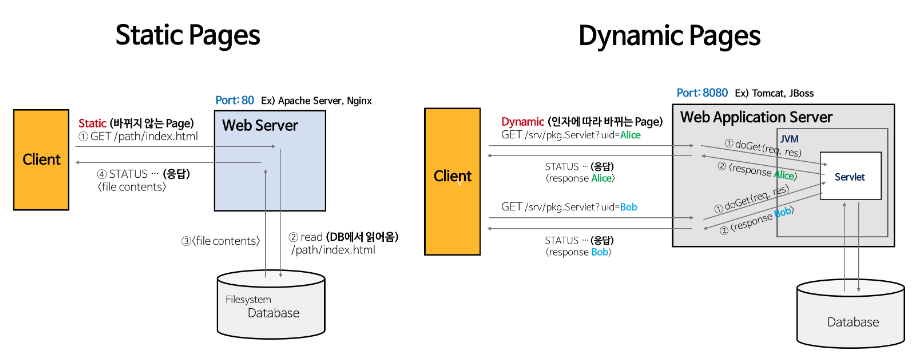 Static Pages
Port: 80 Ex) Apache Server, Nginx
Client
Static (바뀌지 않는 Page)
① GET /path/index.html
④ STATUS ··· (응답)
〈file contents〉
Web Server
③〈file contents〉
② read (DB에서 읽어옴)
/path/index.html
Filesystem
Database
Dynamic Pages
Port: 8080 Ex) Tomcat, JBoss
Client
Dynamic (인자에 따라 바뀌는 Page)
GET /srv/pkg.Servlet? uid=Alice
STATUS ··· (응답)
〈response Alice〉
GET /srv/pkg.Servlet? uid=Bob
STATUS ··· (응답)
〈response Bob〉
Web Application Server
JVM
① doGet(req, res)
② 〈response Alice〉
① doGet(req, res)
② 〈response Bob〉
Servlet
Database